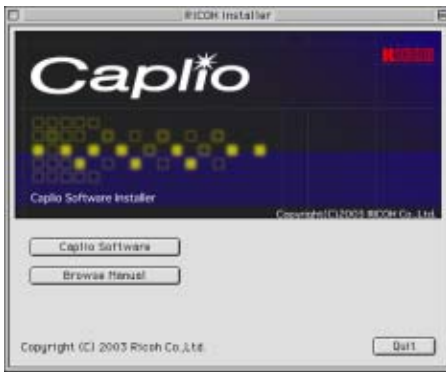 RICOH Installer
Caplio
RICOH
Caplio Software Installer
Copyright(C)2003 RICOH Co.,Ltd.
Caplio Software
Browse Manual
Copyright (C) 2003 Ricoh Co.,Ltd.
Quit